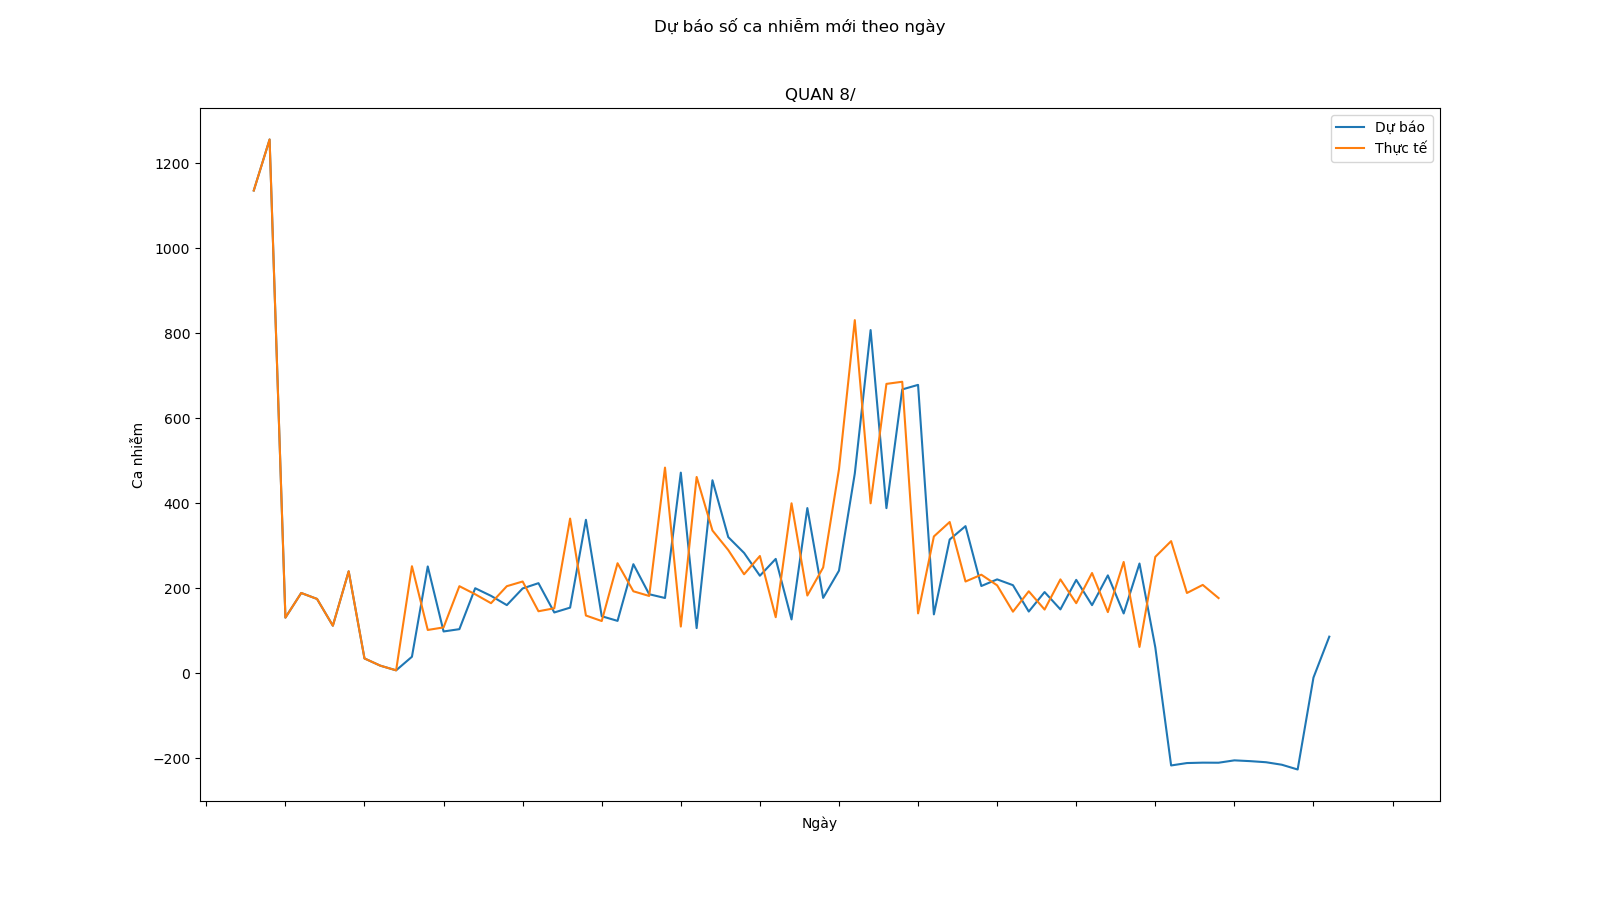 Dự báo số ca nhiễm mới theo ngày
QUAN 8/
Dự báo
Thực tế
1200
1000
800
600
400
200
0
−200
Ca nhiễm
Ngày